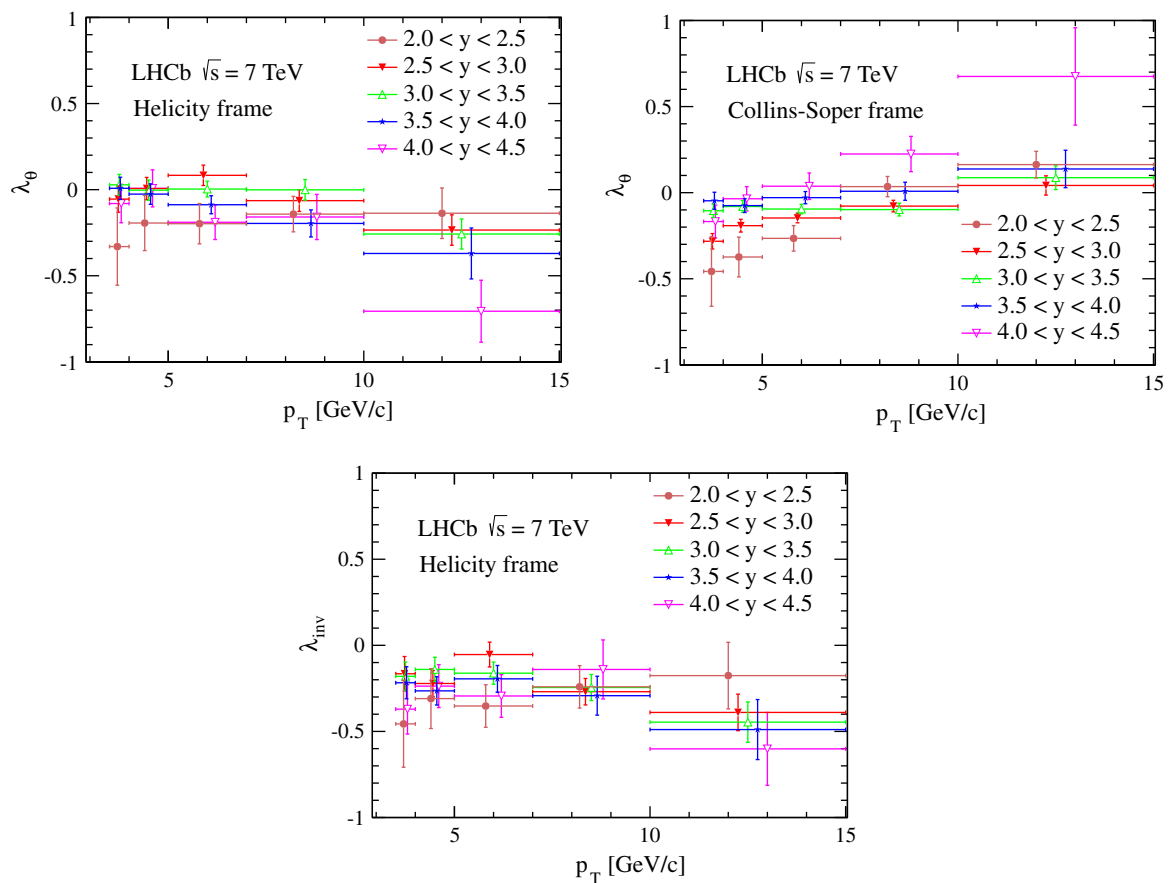 2.0 < y < 2.5
2.5 < y < 3.0
3.0 < y < 3.5
3.5 < y < 4.0
4.0 < y < 4.5
LHCb √s = 7 TeV
Helicity frame
λθ
1
0.5
0
-0.5
-1
5
10
15
p_T [GeV/c]
LHCb √s = 7 TeV
Collins-Soper frame
2.0 < y < 2.5
2.5 < y < 3.0
3.0 < y < 3.5
3.5 < y < 4.0
4.0 < y < 4.5
λθ
1
0.5
0
-0.5
-1
5
10
15
p_T [GeV/c]
2.0 < y < 2.5
2.5 < y < 3.0
3.0 < y < 3.5
3.5 < y < 4.0
4.0 < y < 4.5
LHCb √s = 7 TeV
Helicity frame
λinv
1
0.5
0
-0.5
-1
5
10
15
p_T [GeV/c]